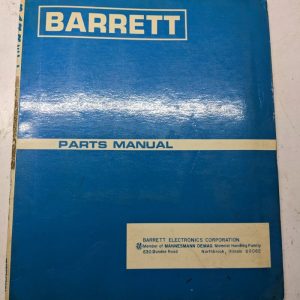 BARRETT
PARTS MANUAL
BARRETT ELECTRONICS CORPORATION
Member of MANNESMANN DEMAG Material Handling Family
630 Dundee Road Northbrook, Illinois 60062